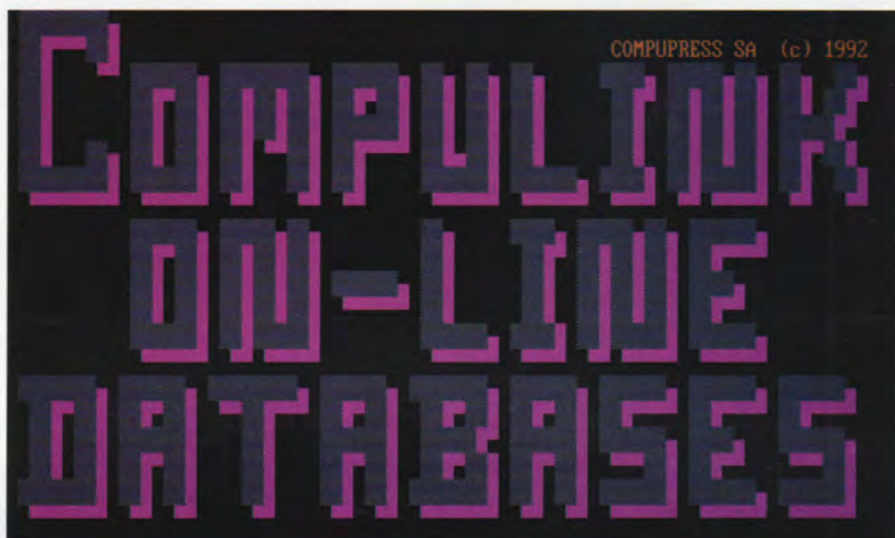 COMPUPRESS SA (c) 1992
COMPULINK
ON-LINE
DATABASES